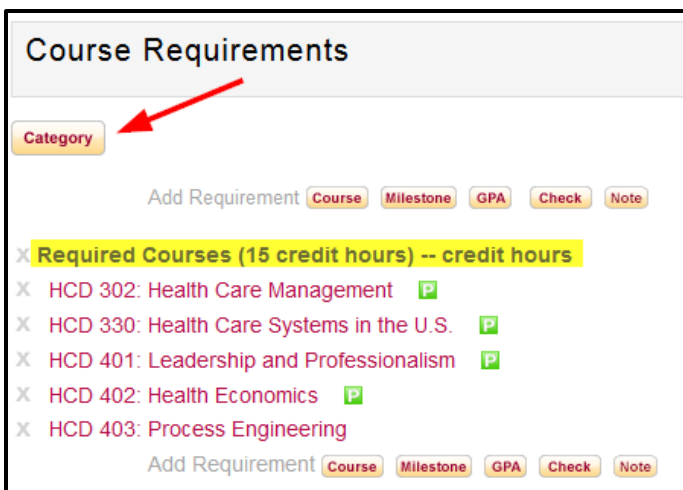 Course Requirements
Category
Add Requirement Course Milestone GPA Check Note
X Required Courses (15 credit hours) -- credit hours
X HCD 302: Health Care Management P
X HCD 330: Health Care Systems in the U.S. P
X HCD 401: Leadership and Professionalism P
X HCD 402: Health Economics P
X HCD 403: Process Engineering
Add Requirement Course Milestone GPA Check Note